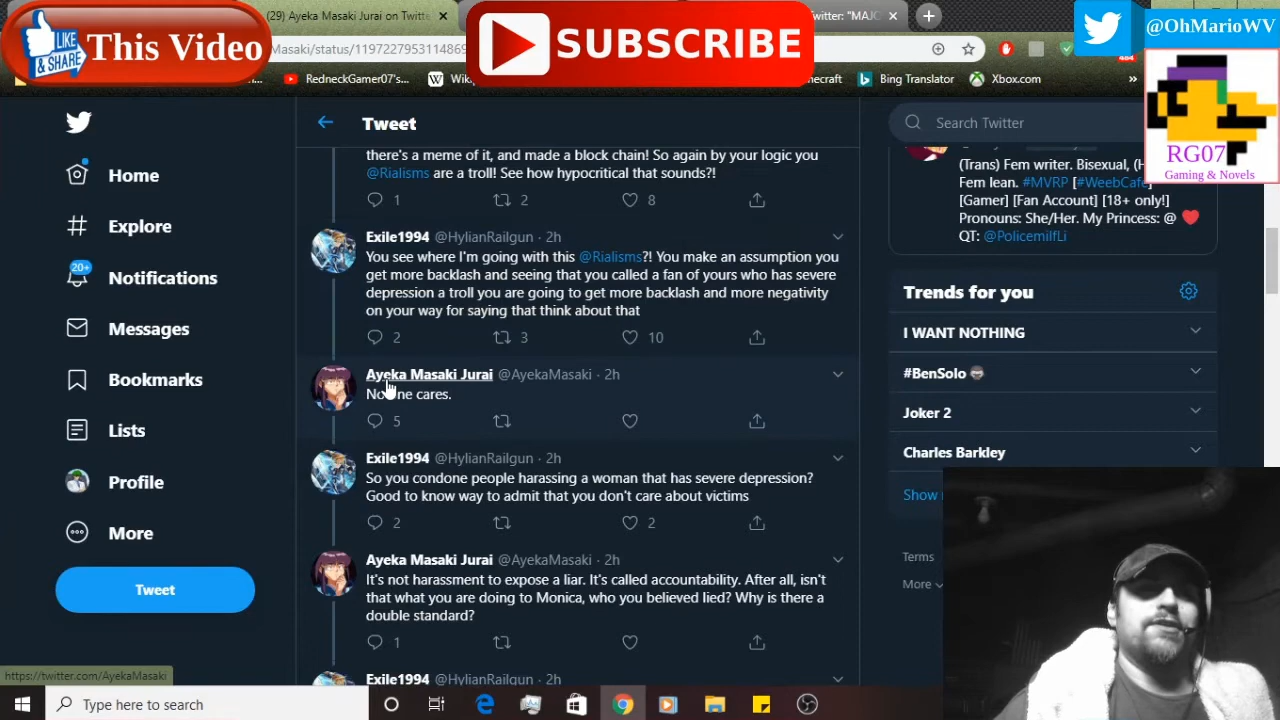 (29) Ayeka Masaki Jurai on Twitt
Twitter: "MAJC
LIKE
& SHARE
This Video
SUBSCRIBE
@OhMarioWV
Masaki/status/11972279531148
RedneckGamer07's...
Wik
necraft
Bing Translator
Xbox.com
»
RG07
Gaming & Novels
Home
Explore
20+
Notifications
Messages
Bookmarks
Lists
Profile
More
Tweet
Tweet
there's a meme of it, and made a block chain! So again by your logic you
@Rialisms are a troll! See how hypocritical that sounds?!
1 2 8
Exile1994 @HylianRailgun · 2h
You see where I'm going with this @Rialisms?! You make an assumption you
get more backlash and seeing that you called a fan of yours who has severe
depression a troll you are going to get more backlash and more negativity
on your way for saying that think about that
2 3 10
Ayeka Masaki Jurai @AyekaMasaki · 2h
No one cares.
5
Exile1994 @HylianRailgun · 2h
So you condone people harassing a woman that has severe depression?
Good to know way to admit that you don't care about victims
2 2
Ayeka Masaki Jurai @AyekaMasaki · 2h
It's not harassment to expose a liar. It's called accountability. After all, isn't
that what you are doing to Monica, who you believed lied? Why is there a
double standard?
1
Exile1994 @HylianRailgun · 2h
Search Twitter
(Trans) Fem writer. Bisexual, (H
Fem lean. #MVRP [#WeebCafe]
[Gamer] [Fan Account] [18+ only!]
Pronouns: She/Her. My Princess: @
QT: @PolicemilfLi
Trends for you
I WANT NOTHING
#BenSolo
Joker 2
Charles Barkley
Show
Terms
More
https://twitter.com/AyekaMasaki
Type here to search